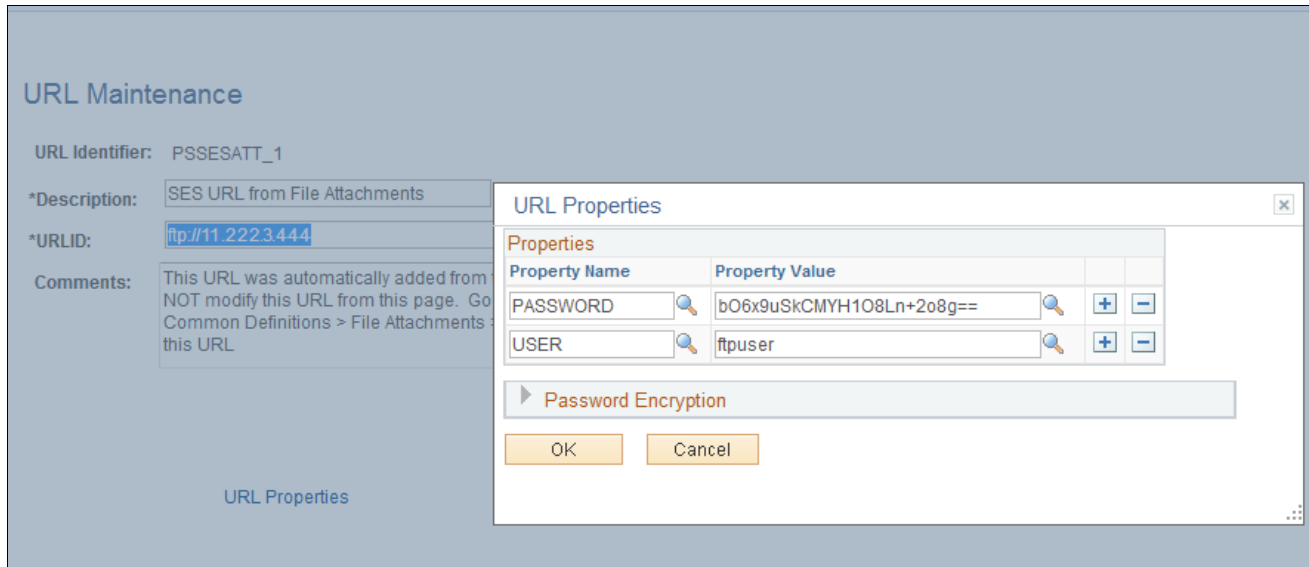 URL Maintenance
URL Identifier: PSSESATT_1
*Description: SES URL from File Attachments
*URLID: ftp://11.222.3.444
Comments: This URL was automatically added from
NOT modify this URL from this page. Go
Common Definitions > File Attachments >
this URL
URL Properties
URL Properties
Properties
Property Name Property Value
PASSWORD bO6x9uSkCMYH1O8Ln+2o8g==
USER ftpuser
Password Encryption
OK Cancel